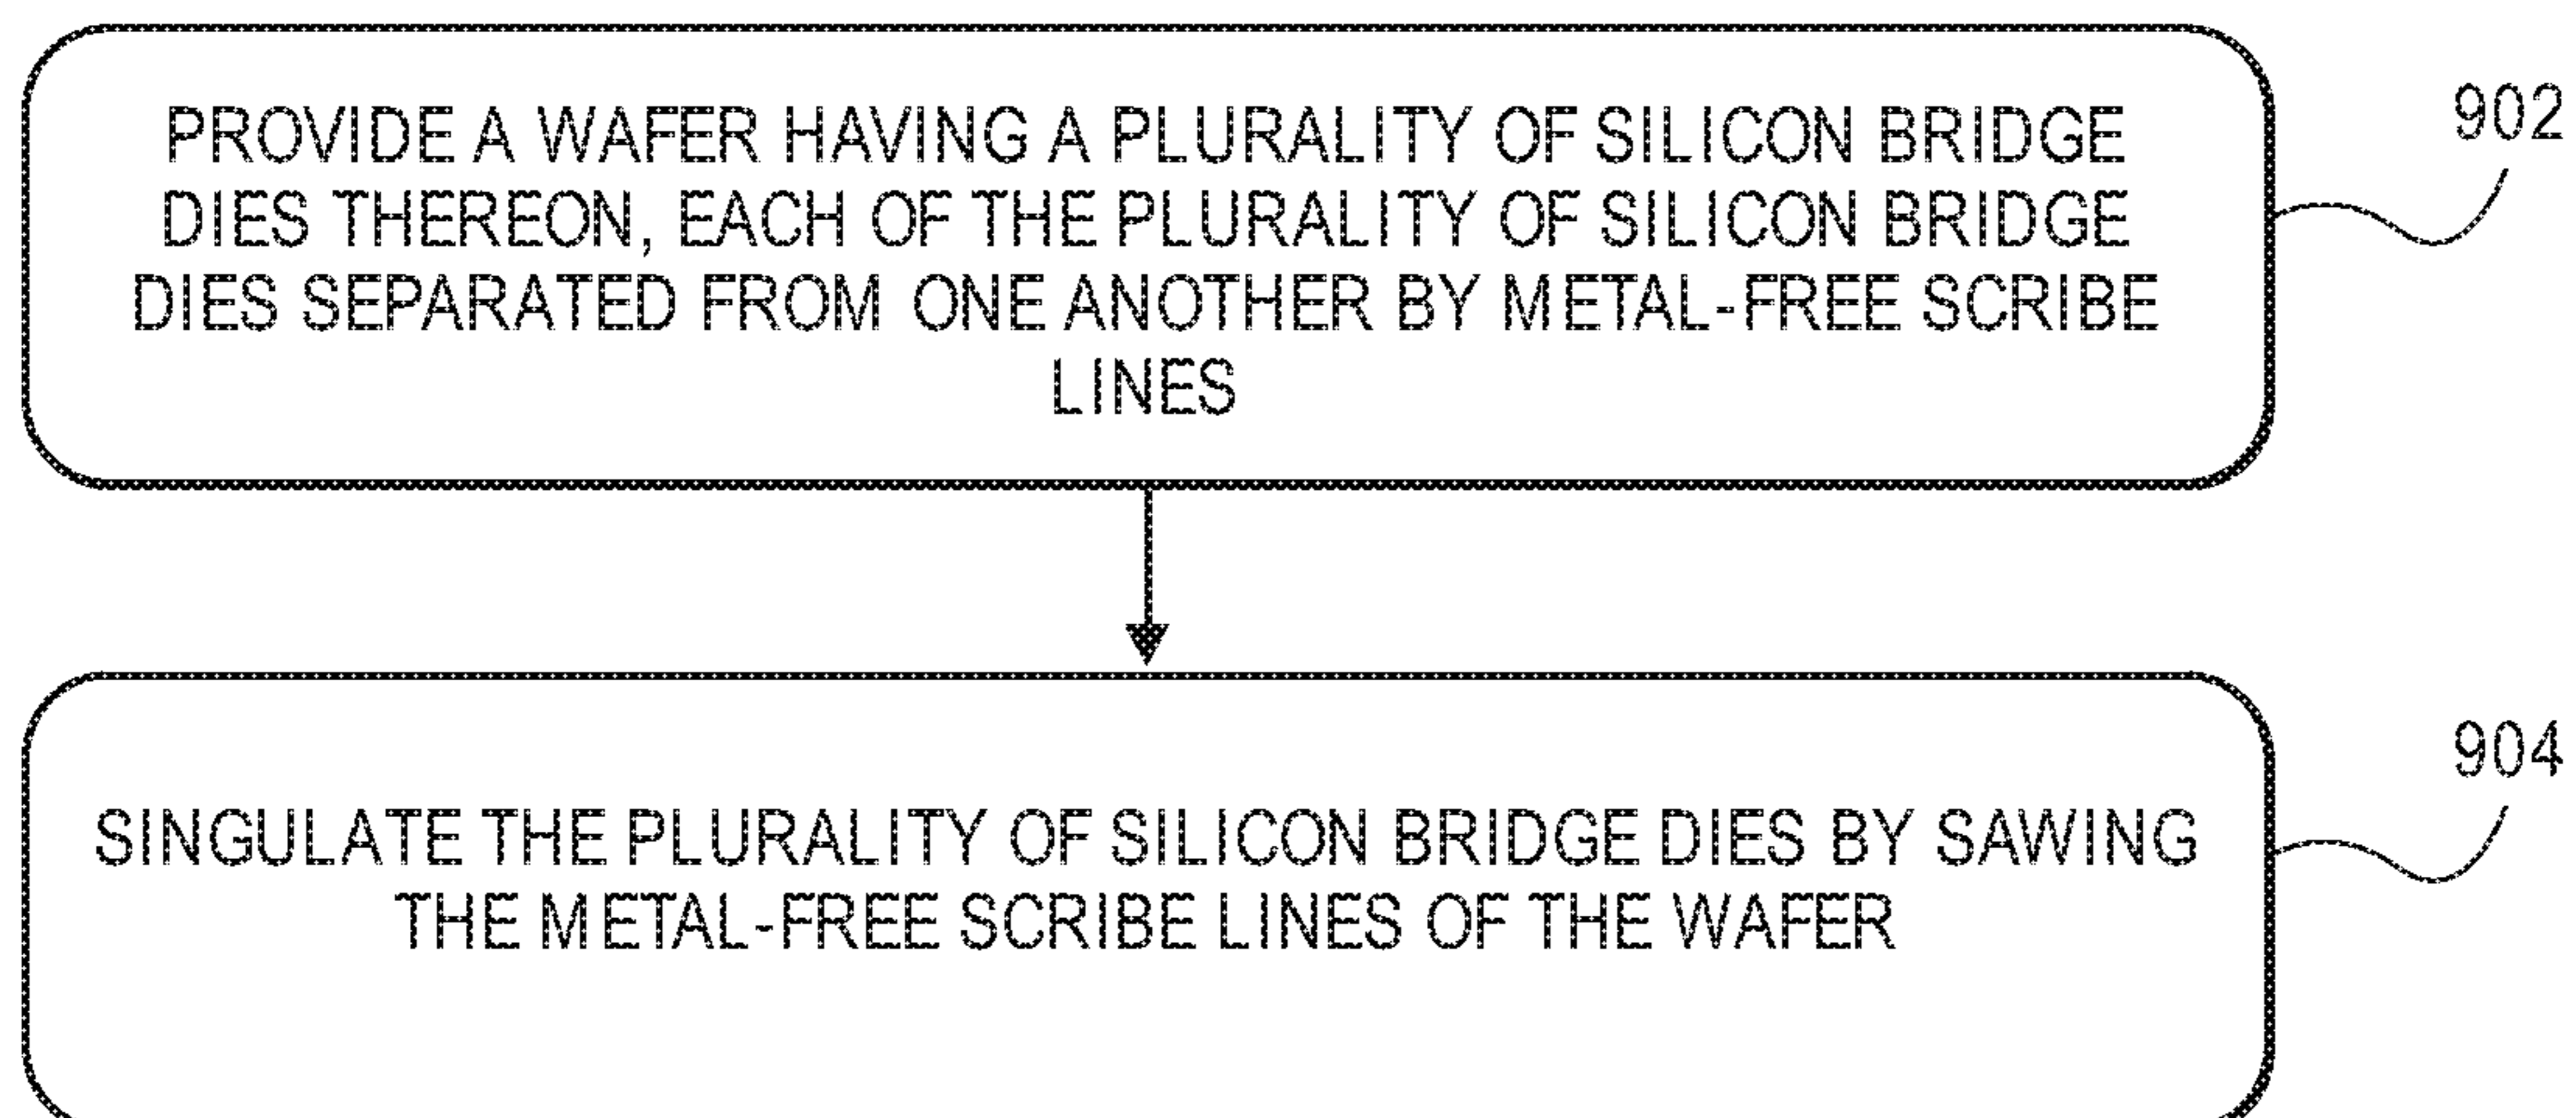 PROVIDE A WAFER HAVING A PLURALITY OF SILICON BRIDGE
DIES THEREON, EACH OF THE PLURALITY OF SILICON BRIDGE
DIES SEPARATED FROM ONE ANOTHER BY METAL-FREE SCRIBE
LINES
902
SINGULATE THE PLURALITY OF SILICON BRIDGE DIES BY SAWING
THE METAL-FREE SCRIBE LINES OF THE WAFER
904